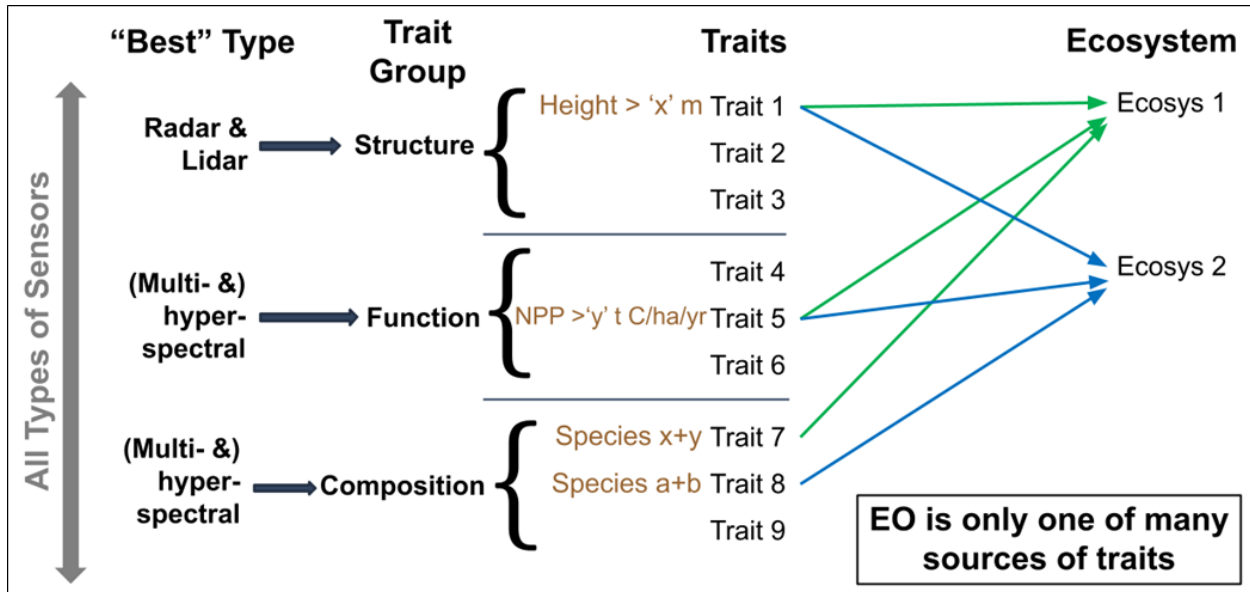 “Best” Type
Trait
Group
Traits
Ecosystem
All Types of Sensors
Radar &
Lidar
Structure
Height > ‘x’ m
Trait 1
Trait 2
Trait 3
(Multi- &)
hyper-
spectral
Function
Trait 4
NPP >‘y’ t C/ha/yr
Trait 5
Trait 6
(Multi- &)
hyper-
spectral
Composition
Species x+y
Trait 7
Species a+b
Trait 8
Trait 9
Ecosys 1
Ecosys 2
EO is only one of many
sources of traits